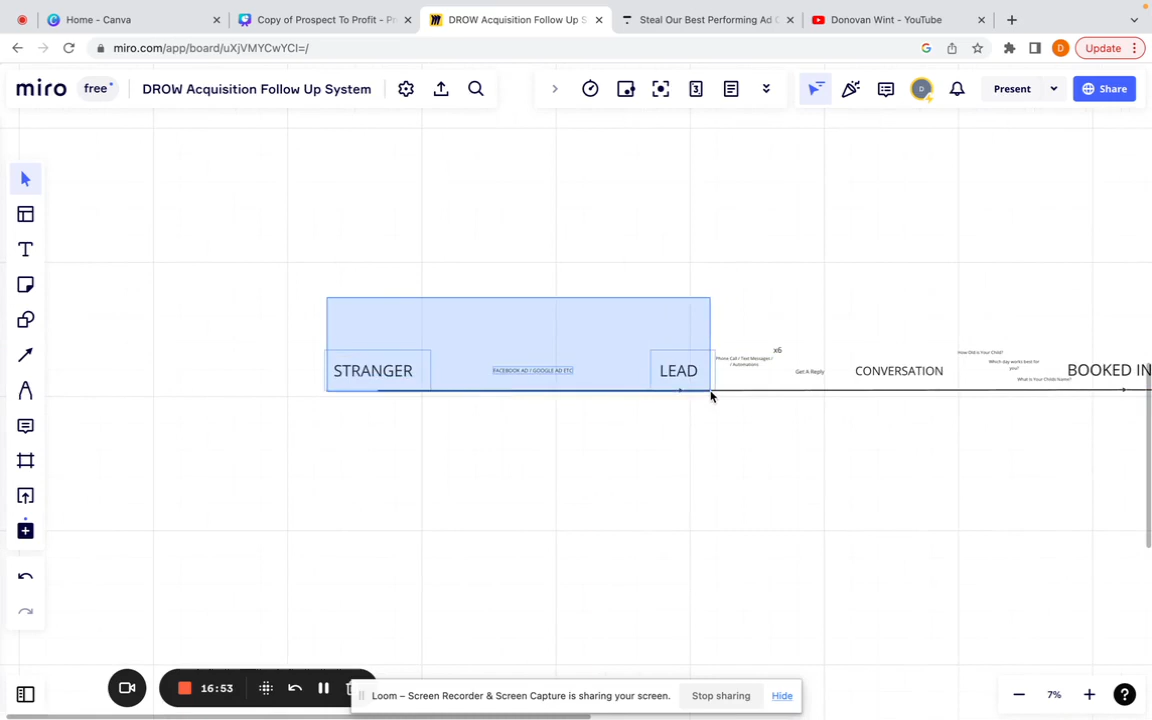 Home - Canva
Copy of Prospect To Profit - Pr
DROW Acquisition Follow Up S
Steal Our Best Performing Ad C
Donovan Wint - YouTube
miro.com/app/board/uXjVMYCwYCI=/
D
Update
miro
free
DROW Acquisition Follow Up System
3
D
Present
Share
x6
STRANGER
FACEBOOK AD / GOOGLE AD ETC
LEAD
Phone Call / Text Messages /
/ Automations
Get A Reply
CONVERSATION
How Old is Your Child?
Which day works best for
you?
What is Your Childs Name?
BOOKED IN
16:53
Loom – Screen Recorder & Screen Capture is sharing your screen.
Stop sharing
Hide
7%